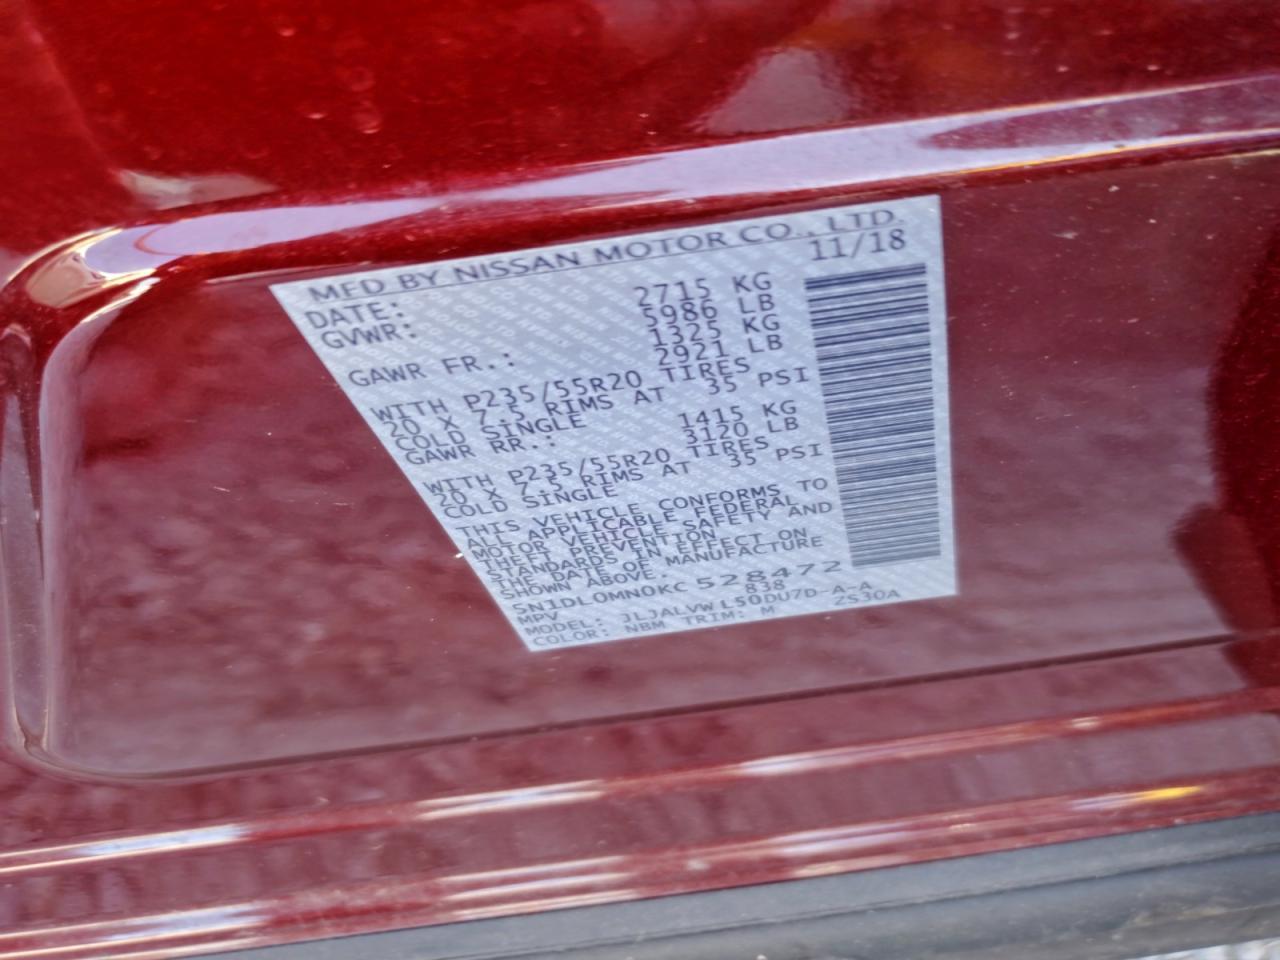 MFD BY NISSAN MOTOR CO., LTD.
DATE: 11/18
GVWR: 2715 KG
5986 LB
GAWR FR.: 1325 KG
2921 LB
WITH P235/55R20 TIRES
20 X 7.5 RIMS AT 35 PSI
COLD SINGLE
GAWR RR.: 1415 KG
3120 LB
WITH P235/55R20 TIRES
20 X 7.5 RIMS AT 35 PSI
COLD SINGLE
THIS VEHICLE CONFORMS TO
ALL APPLICABLE FEDERAL
MOTOR VEHICLE SAFETY AND
THEFT PREVENTION
STANDARDS IN EFFECT ON
THE DATE OF MANUFACTURE
SHOWN ABOVE.
5N1DL0MN0KC528472
MPV 838
MODEL: JLJALVWL50DU7D-A-A
COLOR: NBM TRIM: M 2530A